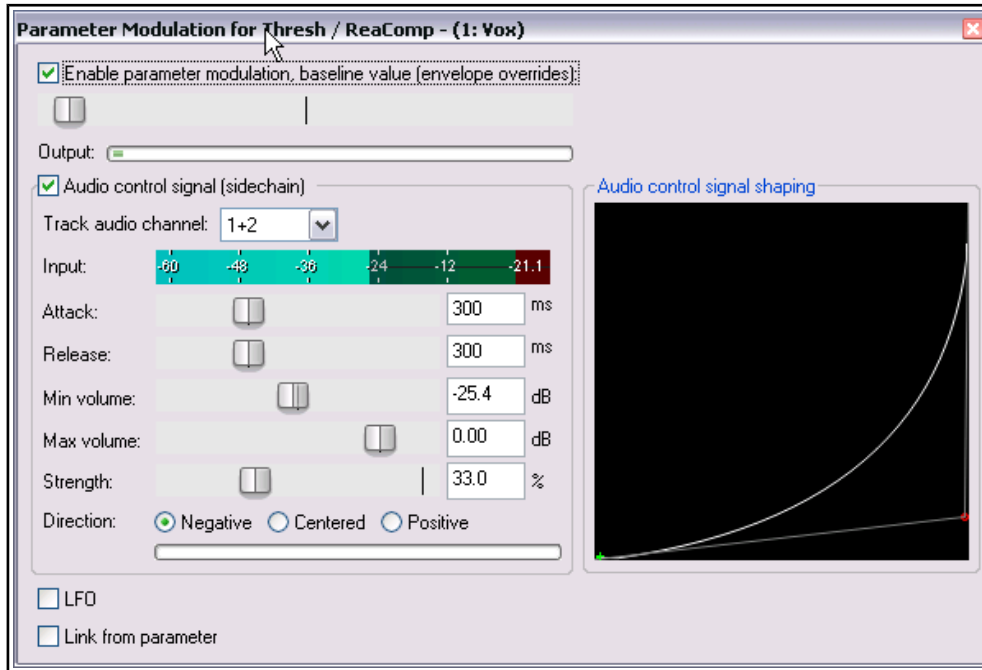 Parameter Modulation for Thresh / ReaComp - (1: Vox)
Enable parameter modulation, baseline value (envelope overrides):
Output:
Audio control signal (sidechain)
Audio control signal shaping
Track audio channel: 1+2
Input: -60 -48 -36 -24 -12 -21.1
Attack: 300 ms
Release: 300 ms
Min volume: -25.4 dB
Max volume: 0.00 dB
Strength: 33.0 %
Direction: Negative Centered Positive
LFO
Link from parameter